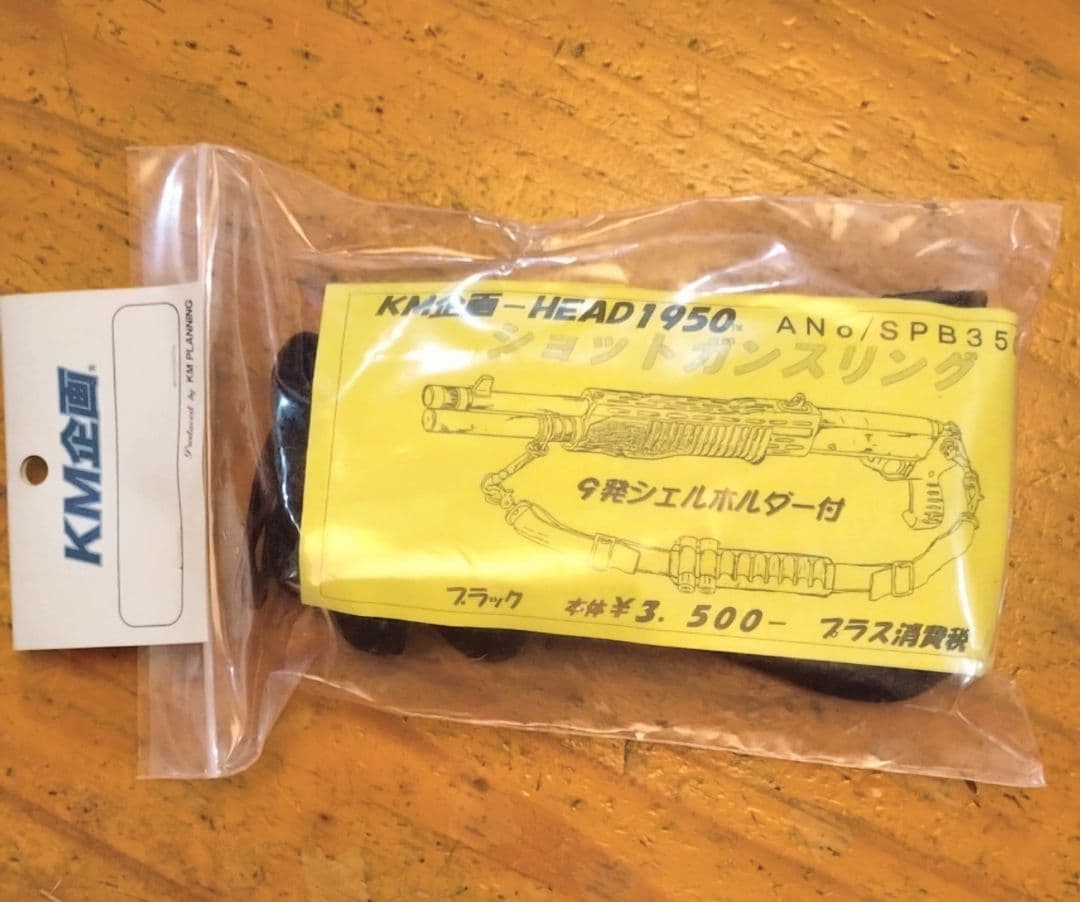 KM企画®
Produced by KM PLANNING
KM企画-HEAD1950™ ANo/SPB35
ショットガンスリング
9発シェルホルダー付
ブラック 本体¥3.500- プラス消費税